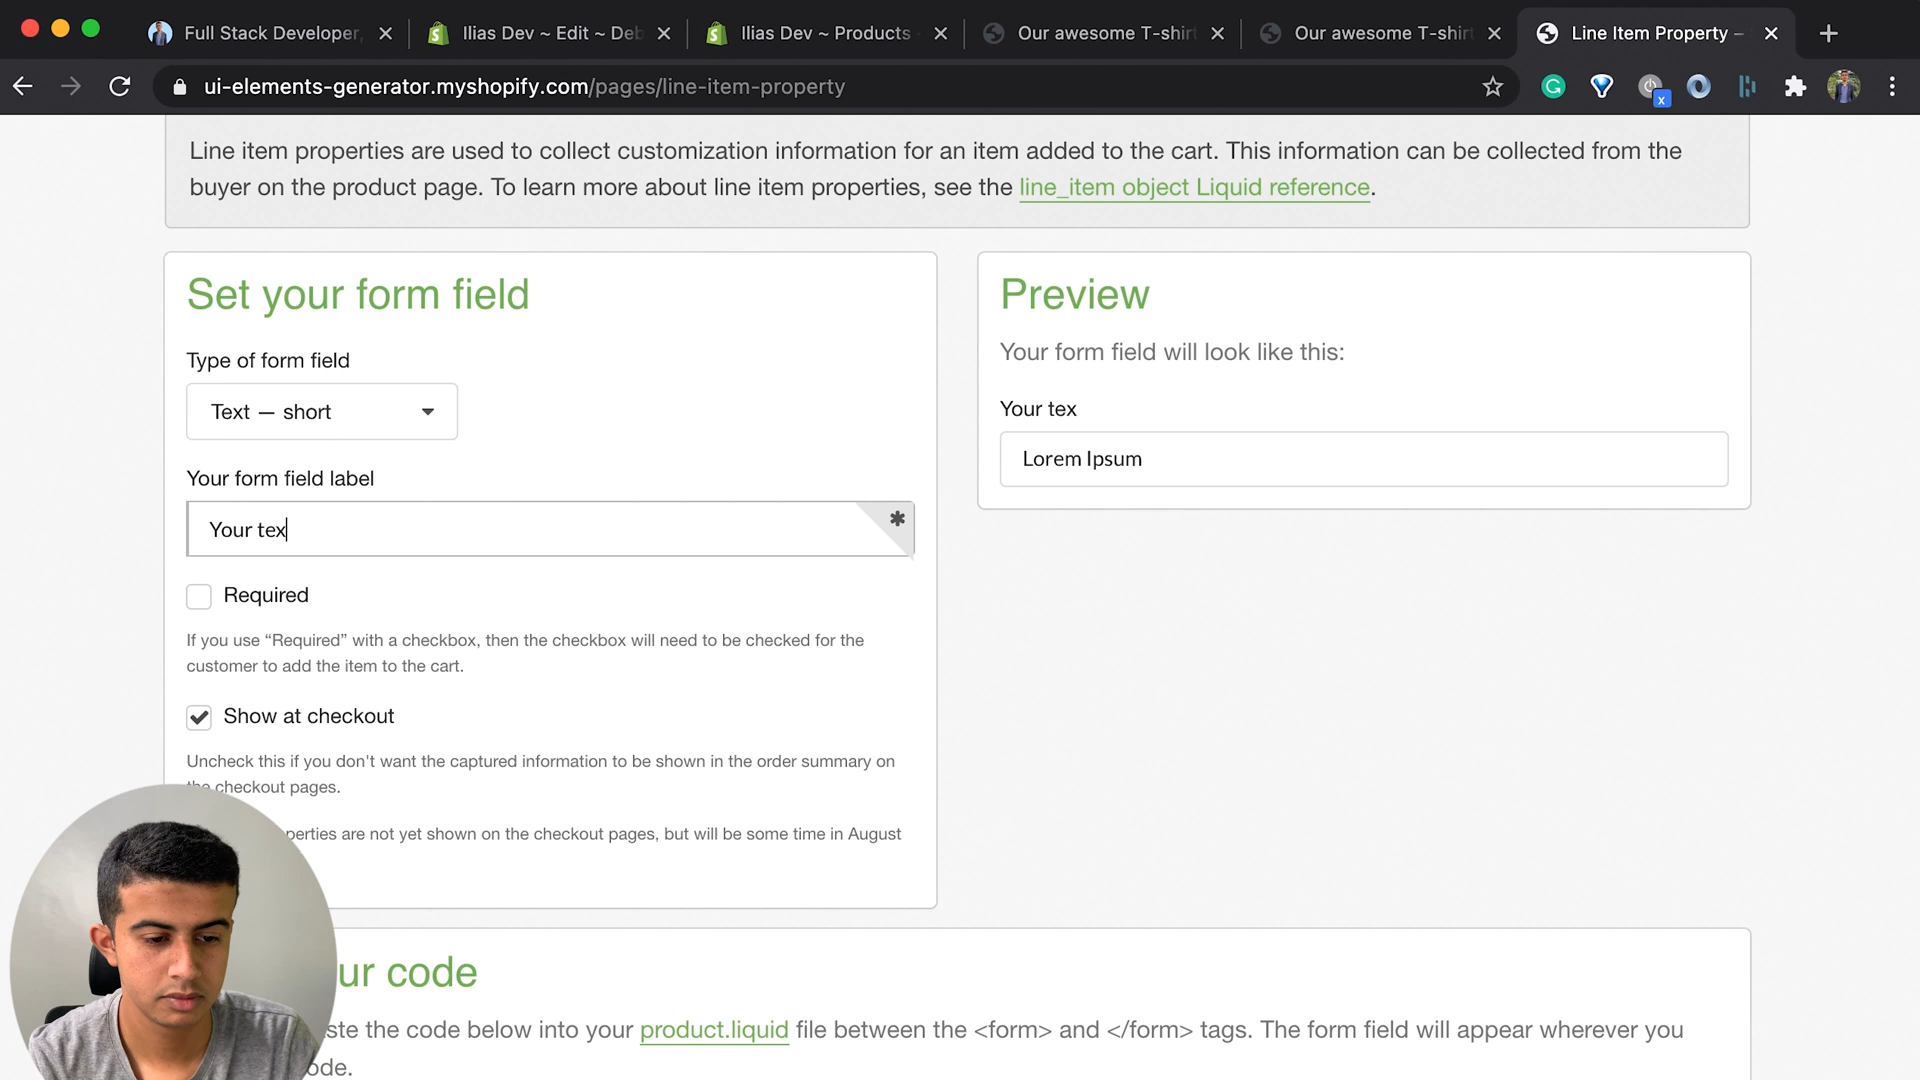 Full Stack Developer,
Ilias Dev ~ Edit ~ Deb
Ilias Dev ~ Products
Our awesome T-shirt
Our awesome T-shirt
Line Item Property –
ui-elements-generator.myshopify.com/pages/line-item-property
Line item properties are used to collect customization information for an item added to the cart. This information can be collected from the
buyer on the product page. To learn more about line item properties, see the line_item object Liquid reference.
Set your form field
Type of form field
Text — short
Your form field label
Your tex
*
Required
If you use “Required” with a checkbox, then the checkbox will need to be checked for the
customer to add the item to the cart.
Show at checkout
Uncheck this if you don't want the captured information to be shown in the order summary on
the checkout pages.
perties are not yet shown on the checkout pages, but will be some time in August
Preview
Your form field will look like this:
Your tex
Lorem Ipsum
ur code
ste the code below into your product.liquid file between the <form> and </form> tags. The form field will appear wherever you
ode.